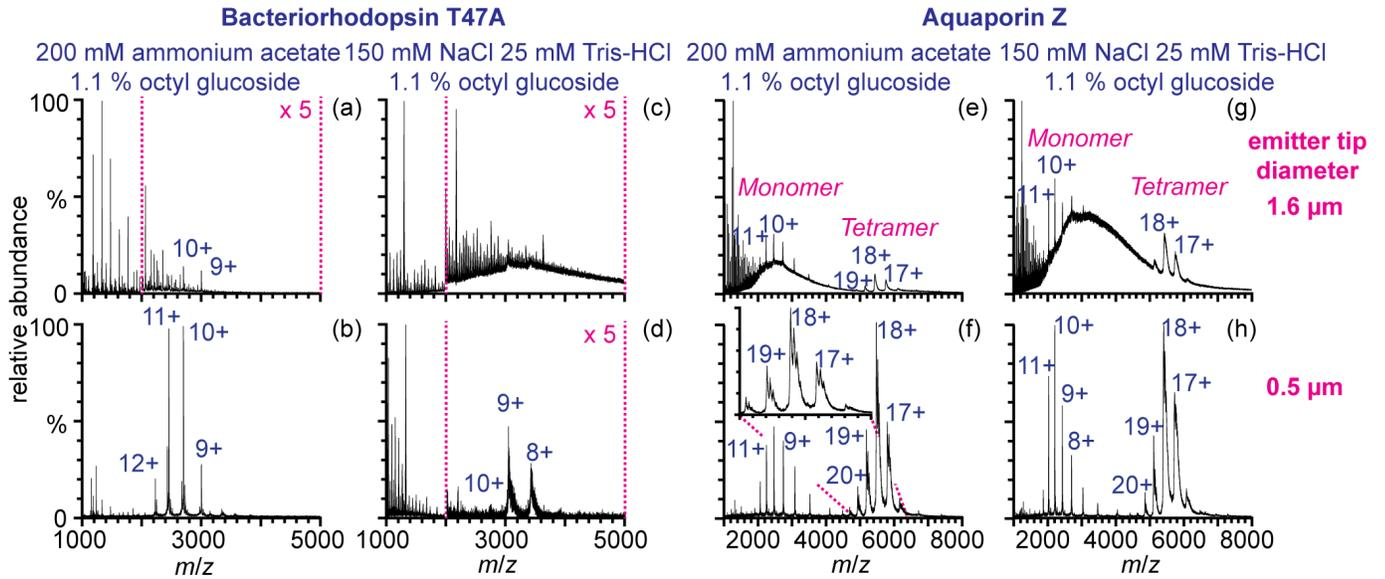 Bacteriorhodopsin T47A
Aquaporin Z
200 mM ammonium acetate
1.1 % octyl glucoside
150 mM NaCl 25 mM Tris-HCl
1.1 % octyl glucoside
200 mM ammonium acetate
1.1 % octyl glucoside
150 mM NaCl 25 mM Tris-HCl
1.1 % octyl glucoside
relative abundance
100
%
0
x 5
(a)
10+
9+
x 5
(c)
(e)
Monomer
11+
10+
Tetramer
19+
18+
17+
(g)
Monomer
11+
10+
Tetramer
18+
17+
emitter tip
diameter
1.6 µm
100
%
0
(b)
12+
11+
10+
9+
1000
3000
5000
m/z
x 5
(d)
10+
9+
8+
1000
3000
5000
m/z
(f)
19+
18+
17+
11+
9+
20+
19+
18+
17+
2000
4000
6000
8000
m/z
(h)
11+
10+
9+
8+
20+
19+
18+
17+
2000
4000
6000
8000
m/z
0.5 µm